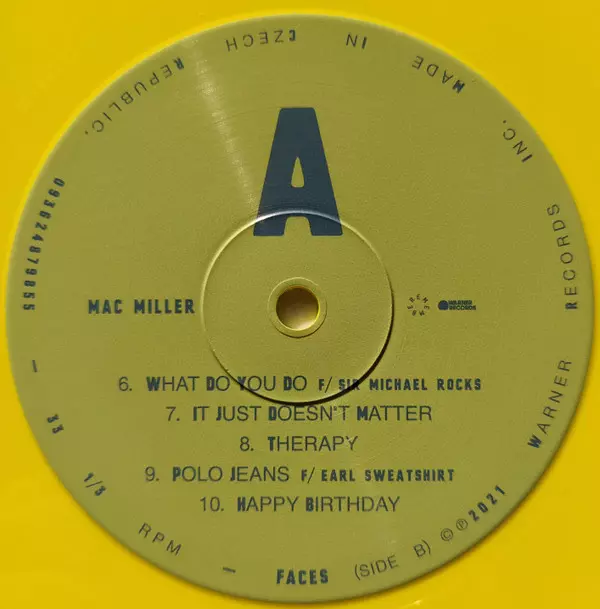 A
MAC MILLER
REMember
WARNER RECORDS
6. WHAT DO YOU DO F/ SIR MICHAEL ROCKS
7. IT JUST DOESN'T MATTER
8. THERAPY
9. POLO JEANS F/ EARL SWEATSHIRT
10. HAPPY BIRTHDAY
093624879855 – 33 1/3 RPM – FACES (SIDE B) ©℗2021 WARNER RECORDS INC. MADE IN CZECH REPUBLIC.